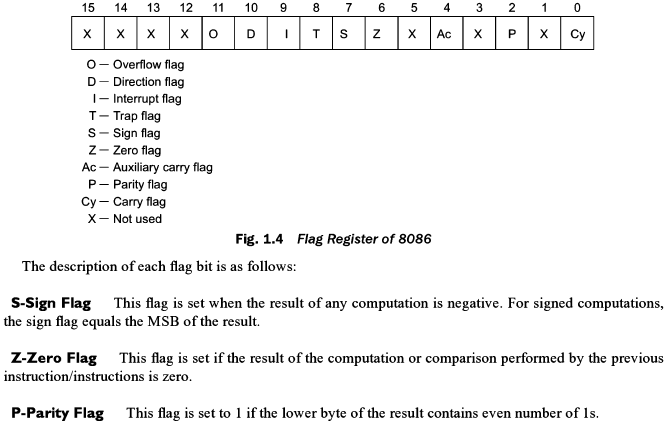 15 14 13 12 11 10 9 8 7 6 5 4 3 2 1 0
X X X X O D I T S Z X Ac X P X Cy
O — Overflow flag
D — Direction flag
I — Interrupt flag
T — Trap flag
S — Sign flag
Z — Zero flag
Ac — Auxiliary carry flag
P — Parity flag
Cy — Carry flag
X — Not used
Fig. 1.4 Flag Register of 8086
The description of each flag bit is as follows:
S-Sign Flag This flag is set when the result of any computation is negative. For signed computations,
the sign flag equals the MSB of the result.
Z-Zero Flag This flag is set if the result of the computation or comparison performed by the previous
instruction/instructions is zero.
P-Parity Flag This flag is set to 1 if the lower byte of the result contains even number of 1s.